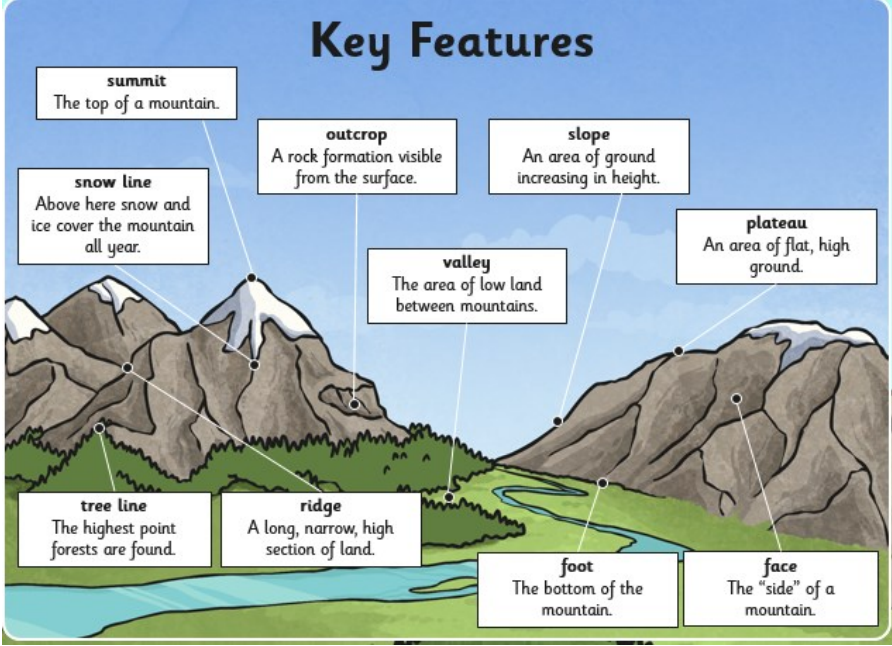 Key Features
summit
The top of a mountain.
outcrop
A rock formation visible
from the surface.
slope
An area of ground
increasing in height.
snow line
Above here snow and
ice cover the mountain
all year.
plateau
An area of flat, high
ground.
valley
The area of low land
between mountains.
tree line
The highest point
forests are found.
ridge
A long, narrow, high
section of land.
foot
The bottom of the
mountain.
face
The “side” of a
mountain.